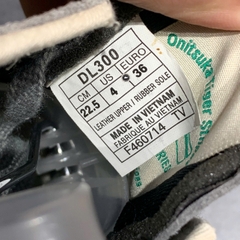 DL300
CM US EURO
22.5 4 36
LEATHER UPPER / RUBBER SOLE
MADE IN VIETNAM
FABRIQUE AU VIETNAM
F460714 TV
Onitsuka Tiger